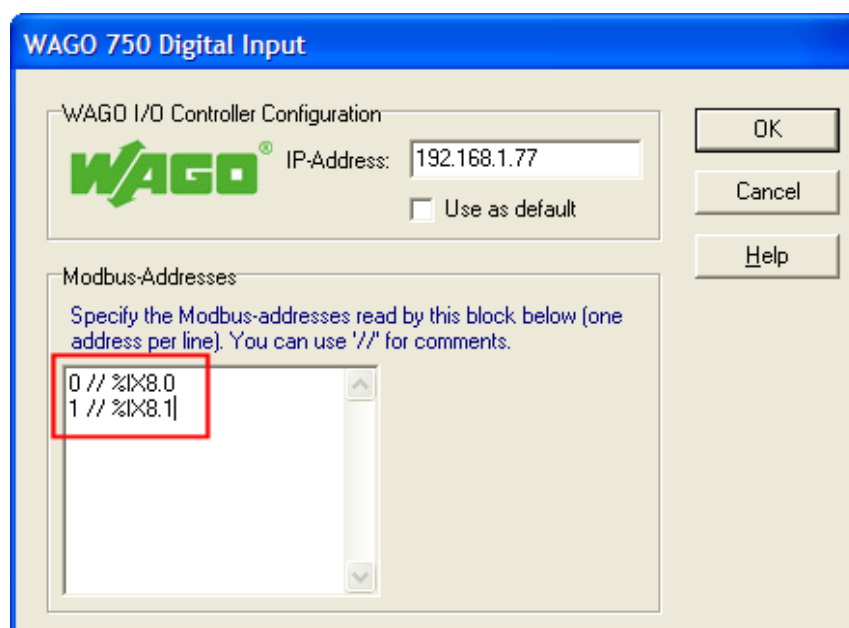 WAGO 750 Digital Input
WAGO I/O Controller Configuration
WAGO®
IP-Address:
192.168.1.77
Use as default
OK
Cancel
Help
Modbus-Addresses
Specify the Modbus-addresses read by this block below (one
address per line). You can use '//' for comments.
0 // %IX8.0
1 // %IX8.1